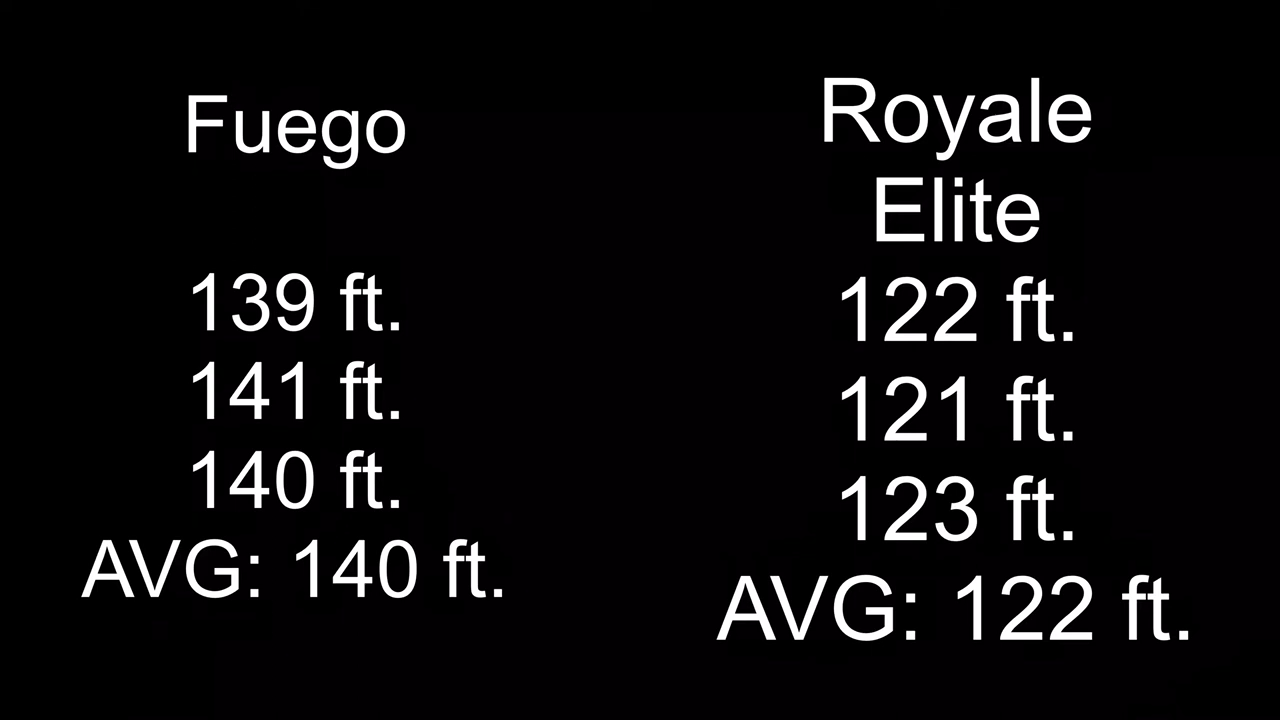 Fuego
139 ft.
141 ft.
140 ft.
AVG: 140 ft.
Royale
Elite
122 ft.
121 ft.
123 ft.
AVG: 122 ft.